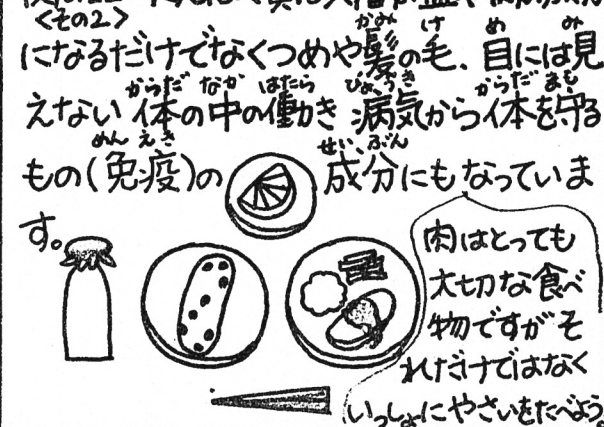 <その2>
になるだけでなくつめや髪の毛、目には見
えない体の中の働き病気から体を守る
もの(免疫)の成分にもなっていま
す。
肉はとっても
大切な食べ
物ですがそ
れだけではなく
いっしょにやさいをたべよう。